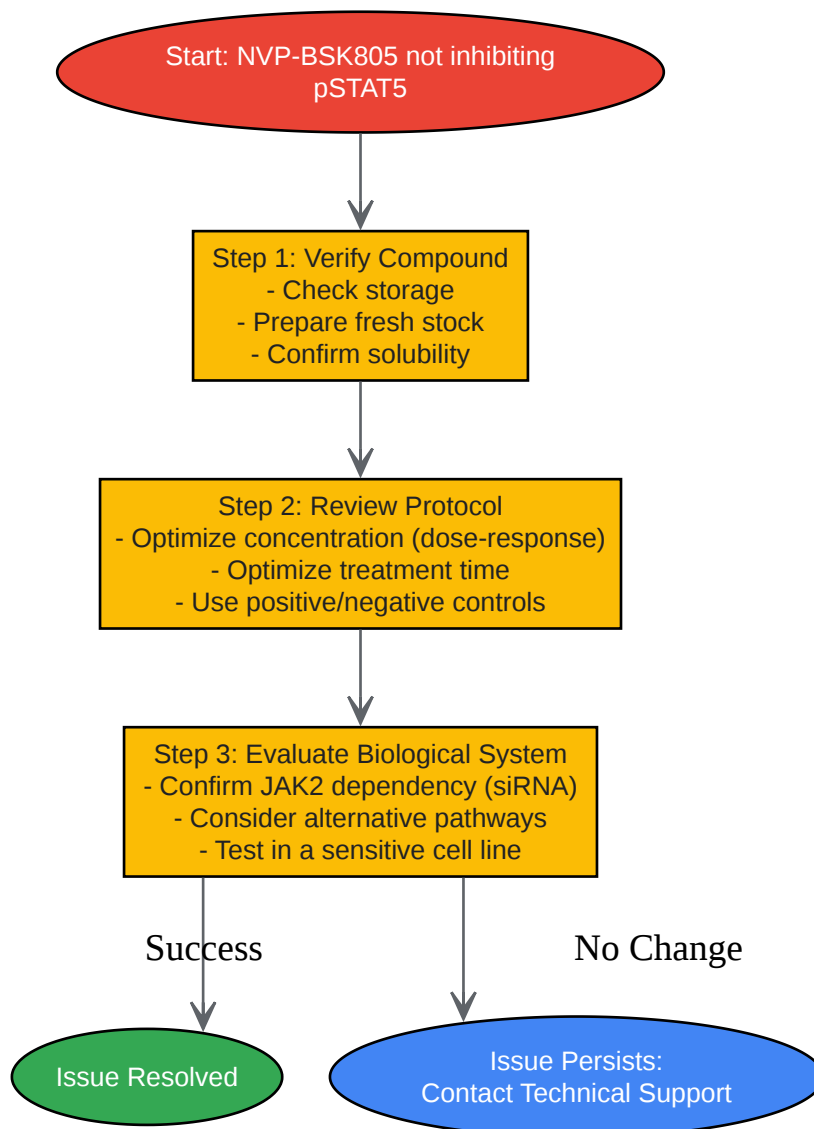 Start: NVP-BSK805 not inhibiting
pSTAT5
Step 1: Verify Compound
- Check storage
- Prepare fresh stock
- Confirm solubility
Step 2: Review Protocol
- Optimize concentration (dose-response)
- Optimize treatment time
- Use positive/negative controls
Step 3: Evaluate Biological System
- Confirm JAK2 dependency (siRNA)
- Consider alternative pathways
- Test in a sensitive cell line
Success
No Change
Issue Resolved
Issue Persists:
Contact Technical Support